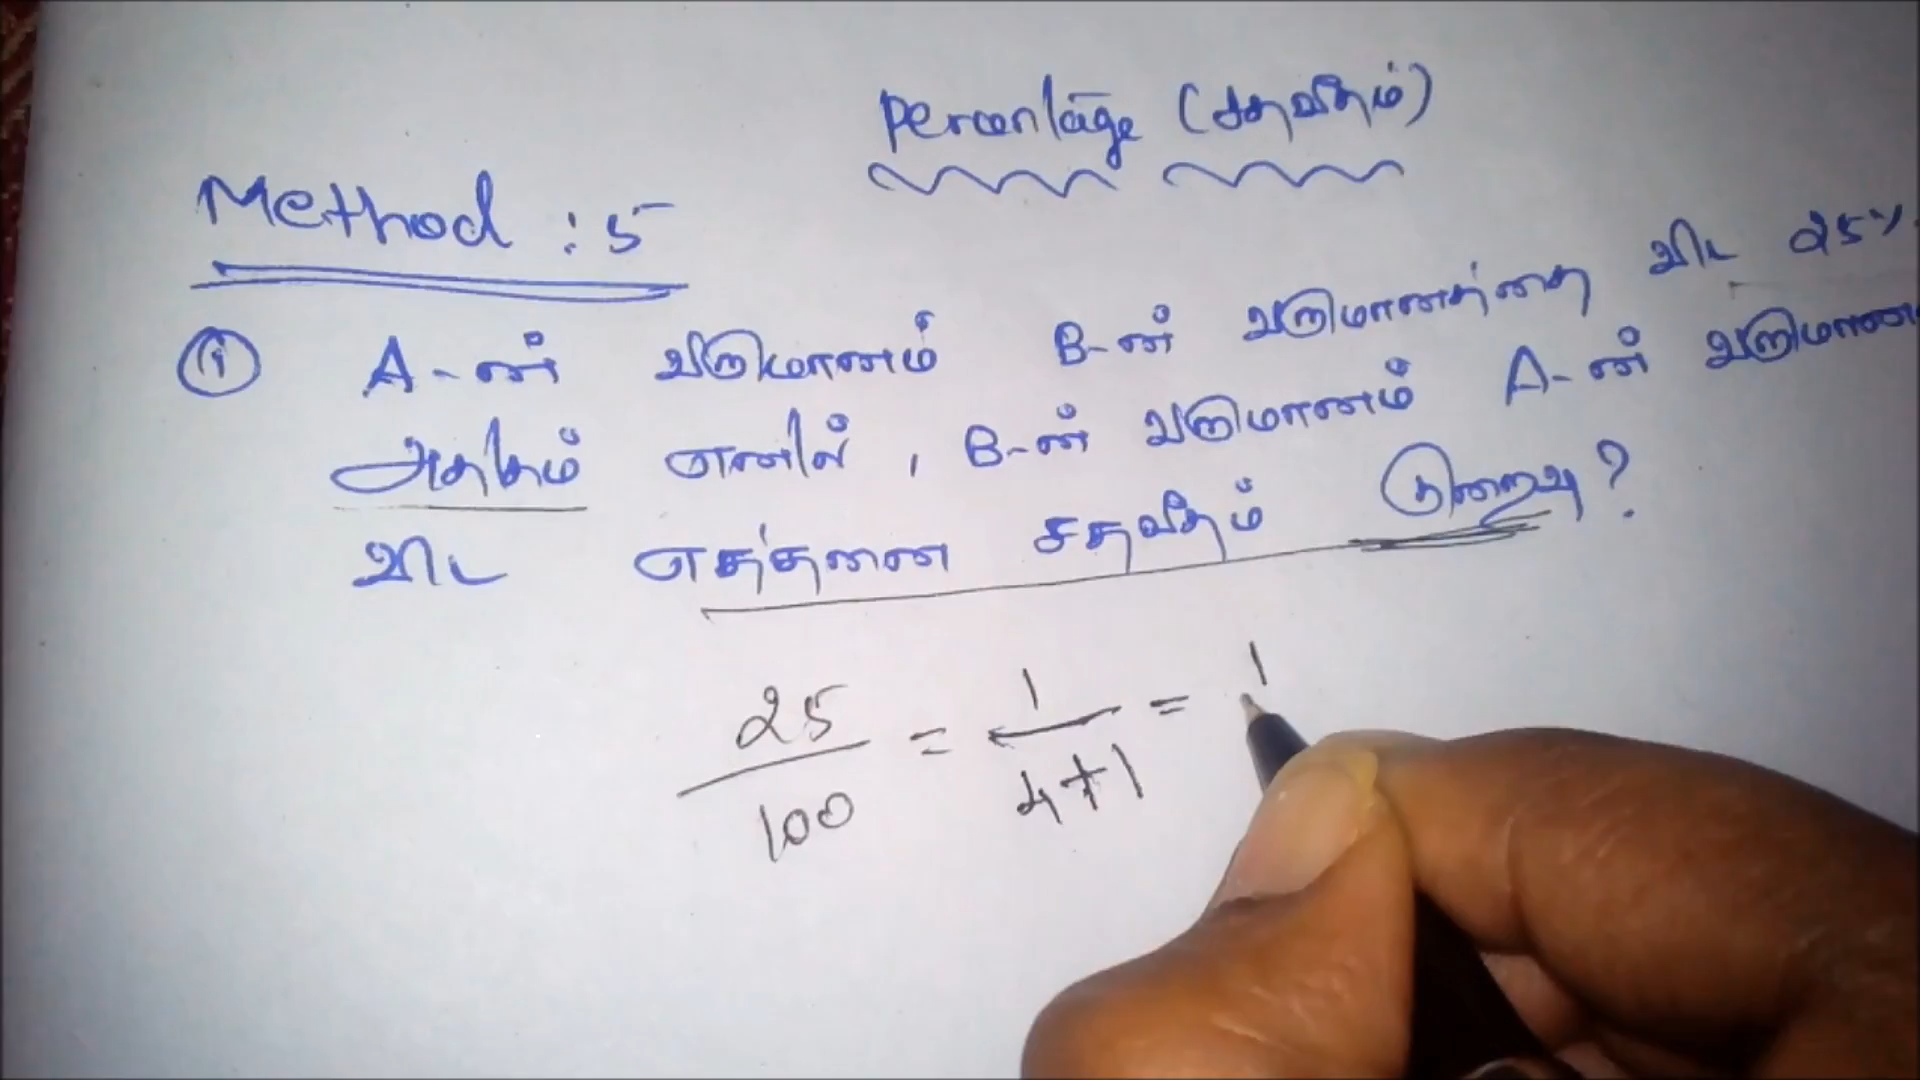 Percentage (சதவீதம்)
Method : 5
① A-ன் வருமானம் B-ன் வருமானத்தை விட 25%
அதிகம் எனில், B-ன் வருமானம் A-ன் வருமான
விட எத்தனை சதவீதம் குறைவு?
25/100 = 1/4+1 = 1